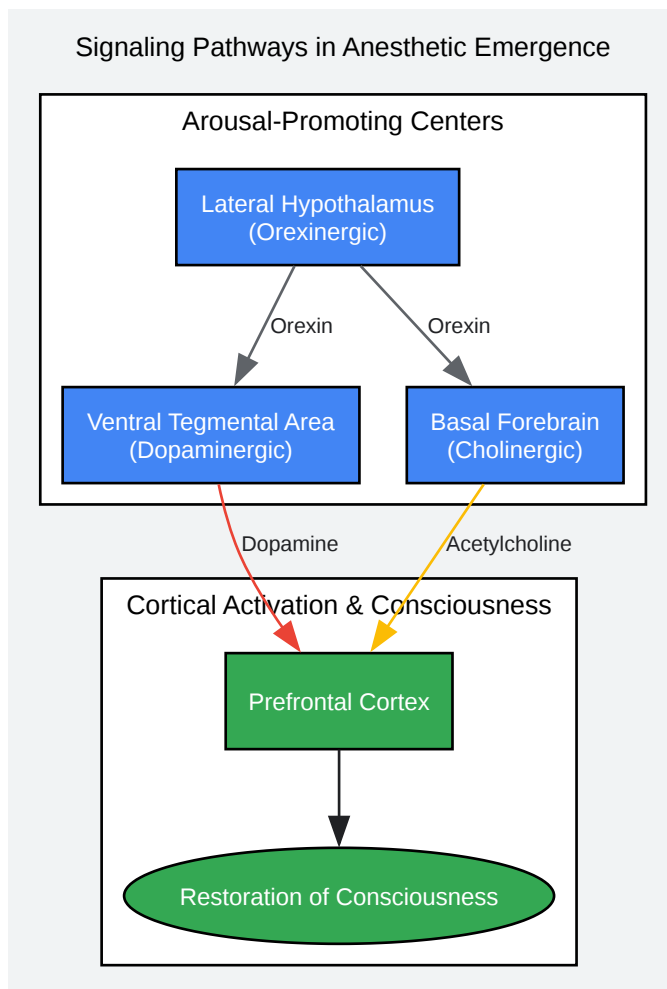 Signaling Pathways in Anesthetic Emergence
Arousal-Promoting Centers
Lateral Hypothalamus
(Orexinergic)
Orexin
Orexin
Ventral Tegmental Area
(Dopaminergic)
Basal Forebrain
(Cholinergic)
Dopamine
Acetylcholine
Cortical Activation & Consciousness
Prefrontal Cortex
Restoration of Consciousness